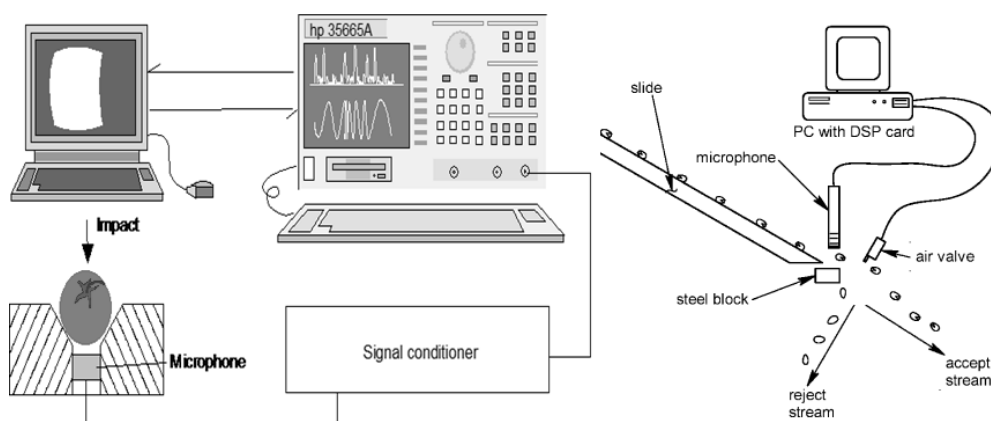 hp 35665A
Impact
Microphone
Signal conditioner
slide
PC with DSP card
microphone
air valve
steel block
accept
stream
reject
stream